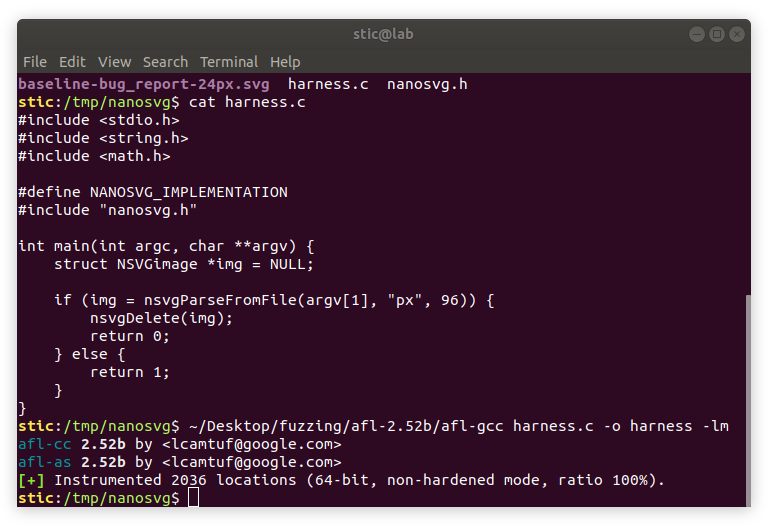 stic@lab
File Edit View Search Terminal Help
baseline-bug_report-24px.svg  harness.c  nanosvg.h
stic:/tmp/nanosvg$ cat harness.c
#include <stdio.h>
#include <string.h>
#include <math.h>

#define NANOSVG_IMPLEMENTATION
#include "nanosvg.h"

int main(int argc, char **argv) {
    struct NSVGimage *img = NULL;

    if (img = nsvgParseFromFile(argv[1], "px", 96)) {
        nsvgDelete(img);
        return 0;
    } else {
        return 1;
    }
}
stic:/tmp/nanosvg$ ~/Desktop/fuzzing/afl-2.52b/afl-gcc harness.c -o harness -lm
afl-cc 2.52b by <lcamtuf@google.com>
afl-as 2.52b by <lcamtuf@google.com>
[+] Instrumented 2036 locations (64-bit, non-hardened mode, ratio 100%).
stic:/tmp/nanosvg$